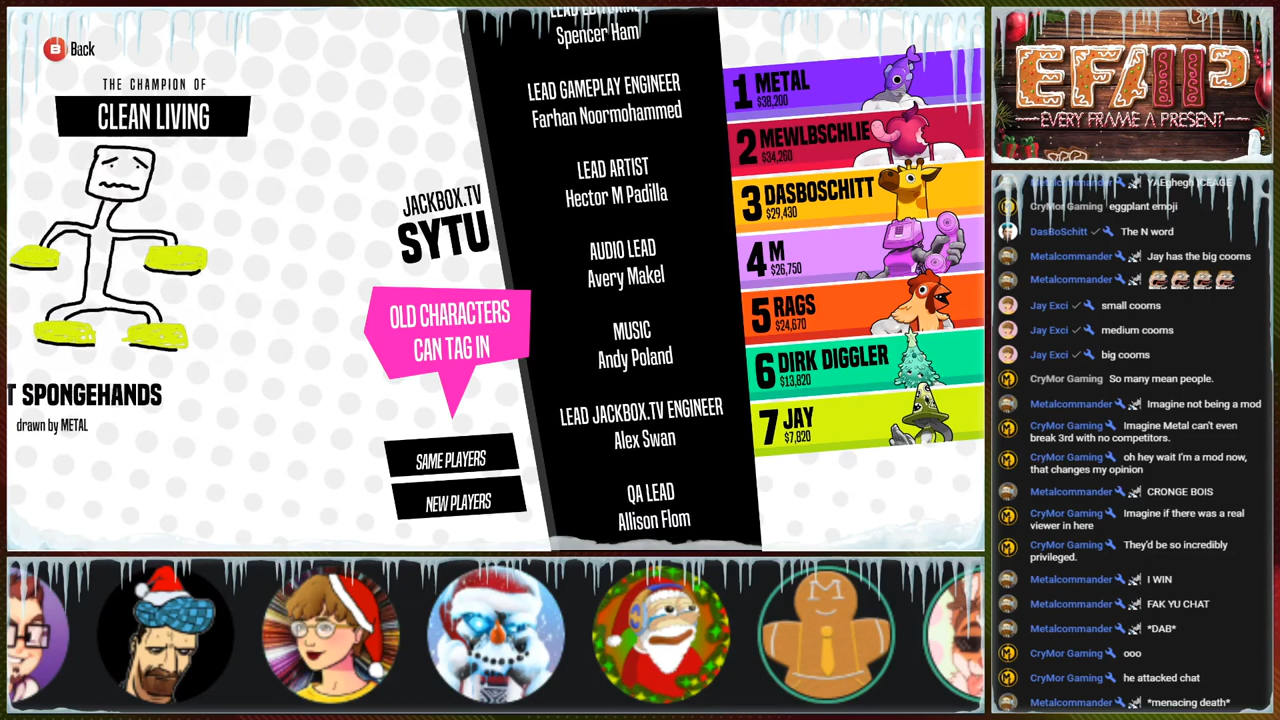 B Back
THE CHAMPION OF
CLEAN LIVING
T SPONGEHANDS
drawn by METAL
JACKBOX.TV
SYTU
OLD CHARACTERS
CAN TAG IN
SAME PLAYERS
NEW PLAYERS
LEAD EDITORIAL
Spencer Ham
LEAD GAMEPLAY ENGINEER
Farhan Noormohammed
LEAD ARTIST
Hector M Padilla
AUDIO LEAD
Avery Makel
MUSIC
Andy Poland
LEAD JACKBOX.TV ENGINEER
Alex Swan
QA LEAD
Allison Flom
1 METAL
$38,200
2 MEWLBSCHLIE
$34,260
3 DASBOSCHITT
$29,430
4 M
$26,750
5 RAGS
$24,670
6 DIRK DIGGLER
$13,820
7 JAY
$7,820
M
EFAP
EVERY FRAME A PRESENT
Metalcommander YAEghegh ICEAGE
CryMor Gaming eggplant emoji
DasBoSchitt The N word
Metalcommander Jay has the big cooms
Metalcommander
Jay Exci small cooms
Jay Exci medium cooms
Jay Exci big cooms
CryMor Gaming So many mean people.
Metalcommander Imagine not being a mod
CryMor Gaming Imagine Metal can't even
break 3rd with no competitors.
CryMor Gaming oh hey wait I'm a mod now,
that changes my opinion
Metalcommander CRONGE BOIS
CryMor Gaming Imagine if there was a real
viewer in here
CryMor Gaming They'd be so incredibly
privileged.
Metalcommander I WIN
Metalcommander FAK YU CHAT
Metalcommander *DAB*
CryMor Gaming ooo
CryMor Gaming he attacked chat
Metalcommander *menacing death*